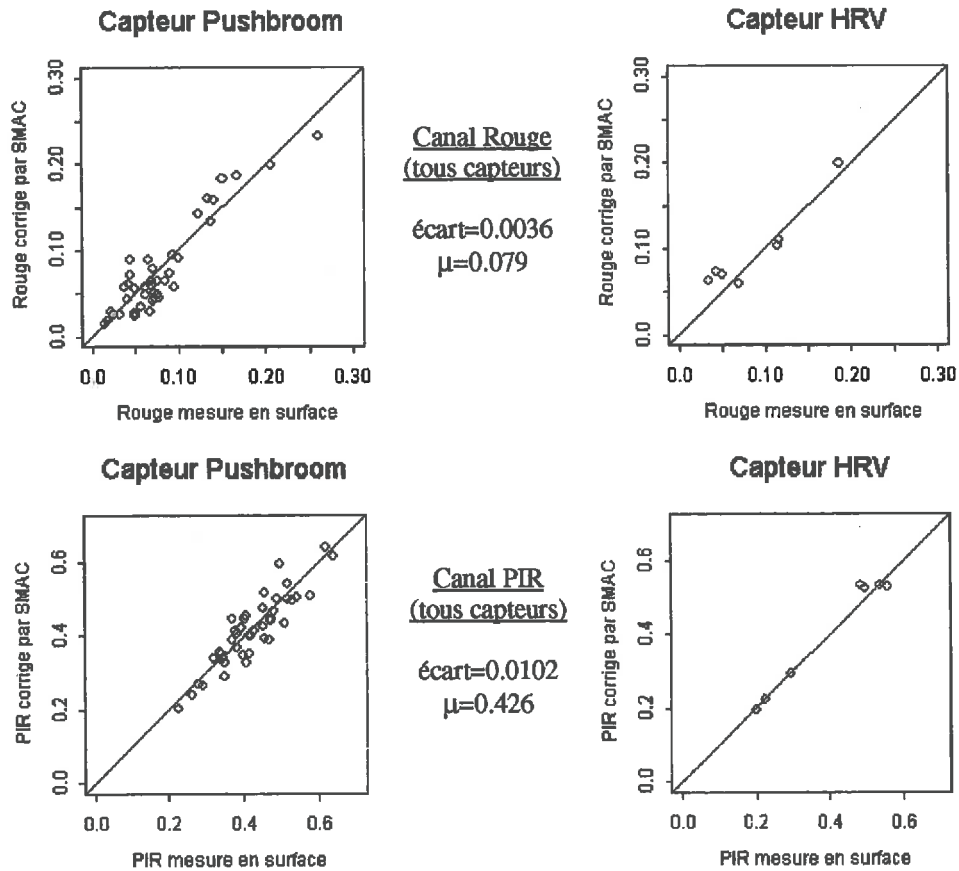 Capteur Pushbroom
Capteur HRV
Rouge corrige par SMAC
0.30
0.20
0.10
0.0
0.0 0.10 0.20 0.30
Rouge mesure en surface
Canal Rouge
(tous capteurs)
écart=0.0036
µ=0.079
Rouge corrige par SMAC
0.30
0.20
0.10
0.0
0.0 0.10 0.20 0.30
Rouge mesure en surface
Capteur Pushbroom
Capteur HRV
PIR corrige par SMAC
0.6
0.4
0.2
0.0
0.0 0.2 0.4 0.6
PIR mesure en surface
Canal PIR
(tous capteurs)
écart=0.0102
µ=0.426
PIR corrige par SMAC
0.6
0.4
0.2
0.0
0.0 0.2 0.4 0.6
PIR mesure en surface